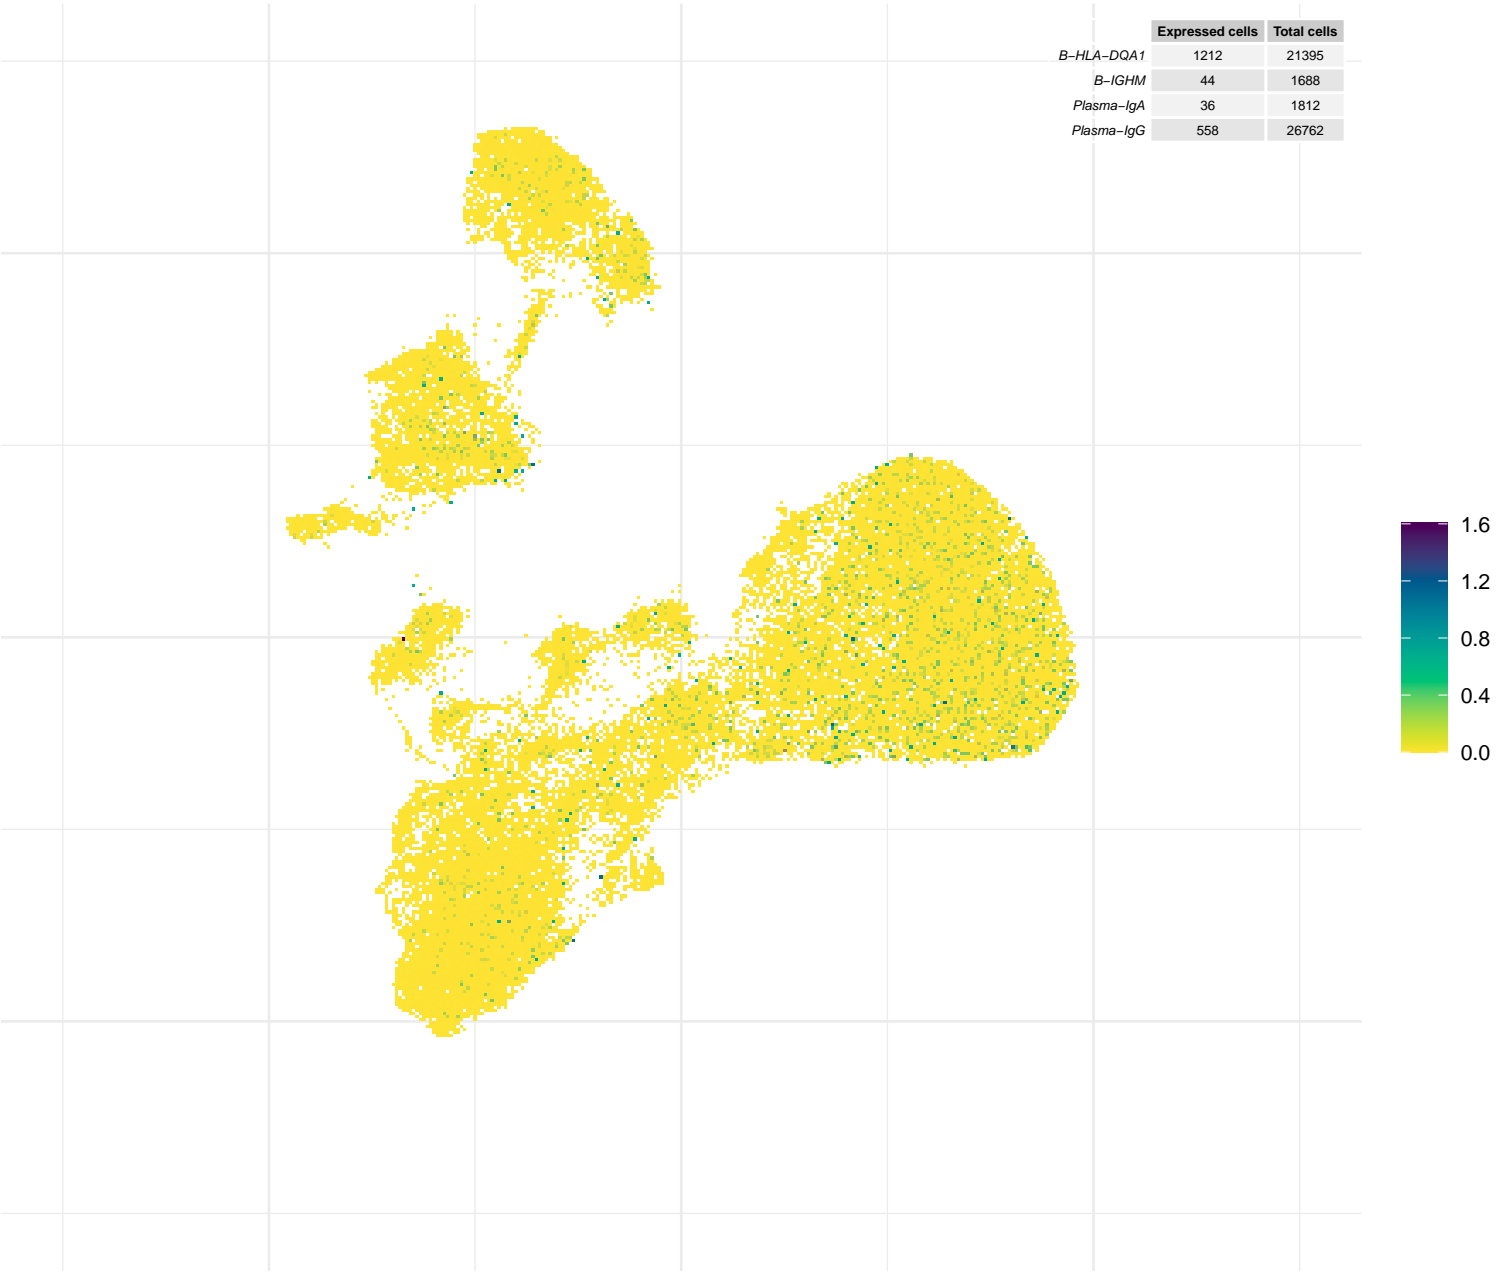 Expressed cells Total cells
B−HLA−DQA1 1212 21395
B−IGHM 44 1688
Plasma−IgA 36 1812
Plasma−IgG 558 26762
1.6
1.2
0.8
0.4
0.0